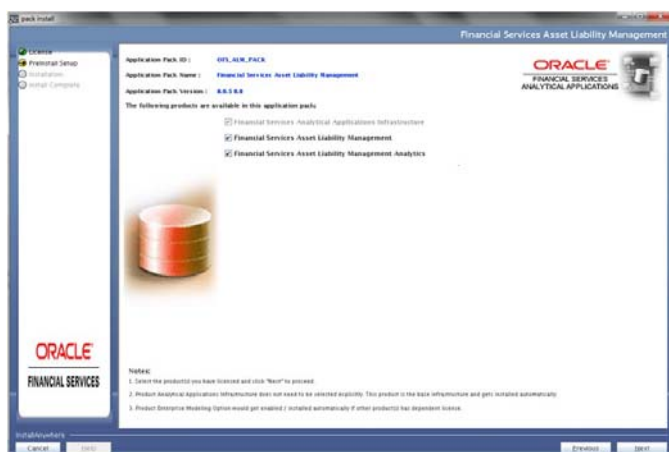 pack install
Financial Services Asset Liability Management
License
Preinstall Setup
Installation...
Install Complete
Application Pack ID : OFS_ALM_PACK
Application Pack Name : Financial Services Asset Liability Management
Application Pack Version : 8.0.5.0.0
The following products are available in this application pack:
Financial Services Analytical Applications Infrastructure
Financial Services Asset Liability Management
Financial Services Asset Liability Management Analytics
ORACLE
FINANCIAL SERVICES
ANALYTICAL APPLICATIONS
ORACLE
FINANCIAL SERVICES
Notes:
1. Select the product(s) you have licensed and click "Next" to proceed.
2. Product Analytical Applications Infrastructure does not need to be selected explicitly. This product is the base infrastructure and gets installed automatically.
3. Product Enterprise Modeling Option would get enabled / installed automatically if other product(s) has dependent license.
InstallAnywhere
Cancel
Help
Previous
Next